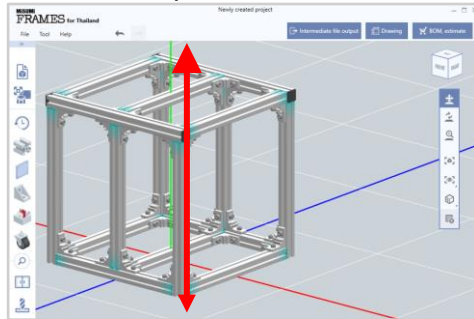 MiSUMi
FRAMES for Thailand
Newly created project
File Tool Help
Intermediate file output
Drawing
BOM, estimate